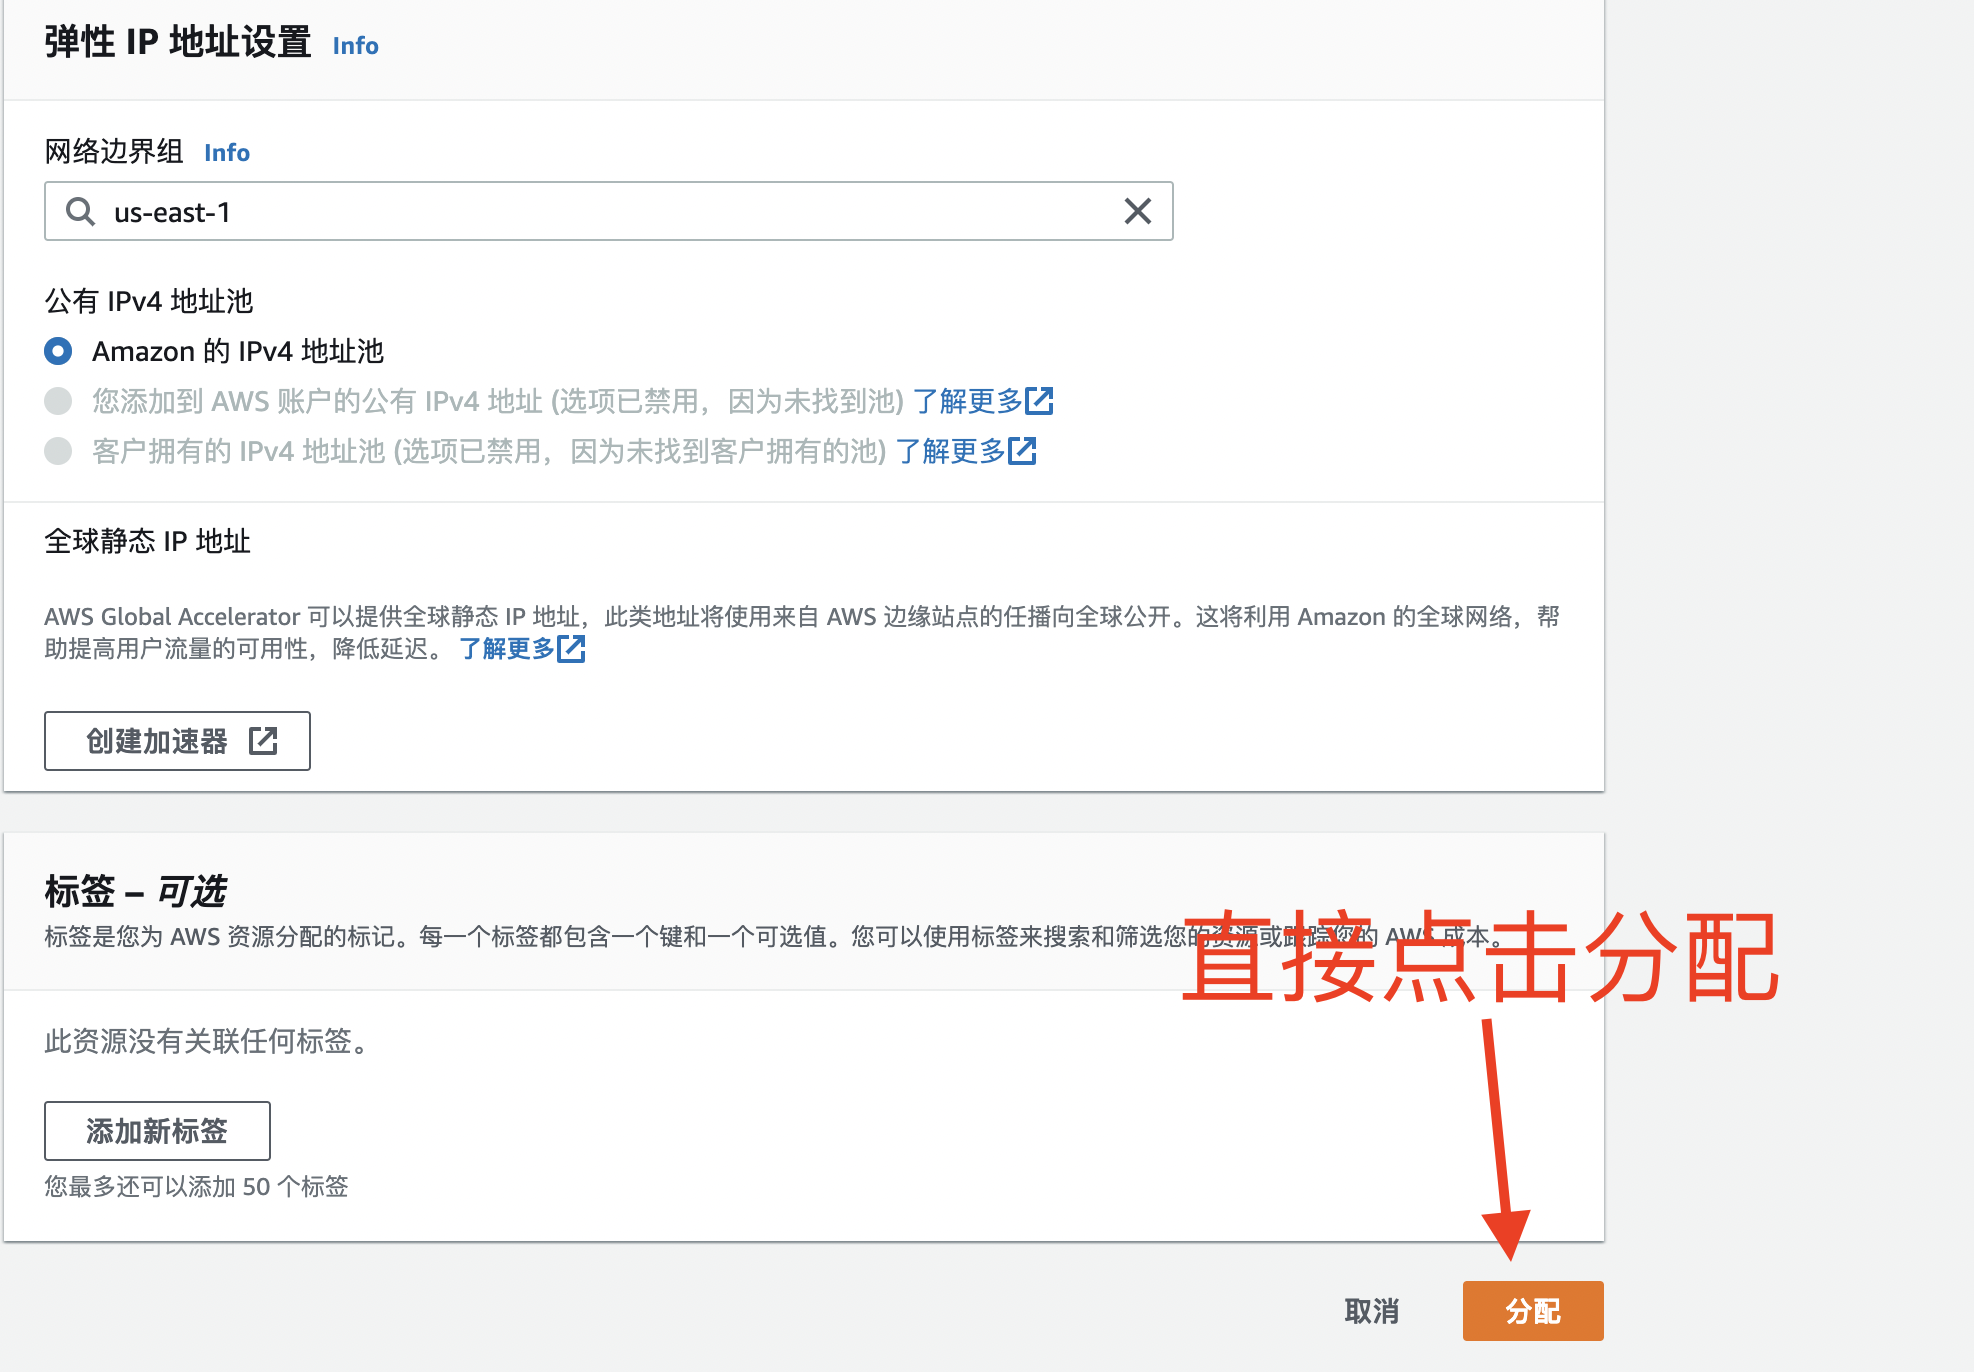 弹性 IP 地址设置 Info
网络边界组 Info
us-east-1
公有 IPv4 地址池
Amazon 的 IPv4 地址池
您添加到 AWS 账户的公有 IPv4 地址 (选项已禁用，因为未找到池) 了解更多
客户拥有的 IPv4 地址池 (选项已禁用，因为未找到客户拥有的池) 了解更多
全球静态 IP 地址
AWS Global Accelerator 可以提供全球静态 IP 地址，此类地址将使用来自 AWS 边缘站点的任播向全球公开。这将利用 Amazon 的全球网络，帮
助提高用户流量的可用性，降低延迟。 了解更多
创建加速器
标签 – 可选
标签是您为 AWS 资源分配的标记。每一个标签都包含一个键和一个可选值。您可以使用标签来搜索和筛选您的资源或跟踪您的 AWS 成本。
直接点击分配
此资源没有关联任何标签。
添加新标签
您最多还可以添加 50 个标签
取消 分配